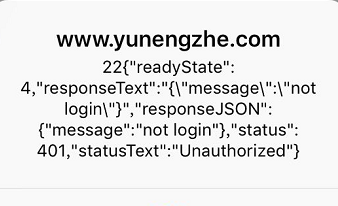 www.yunengzhe.com
22{"readyState":
4,"responseText":"{\"message\":\"not
login\"}","responseJSON":
{"message":"not login"},"status":
401,"statusText":"Unauthorized"}